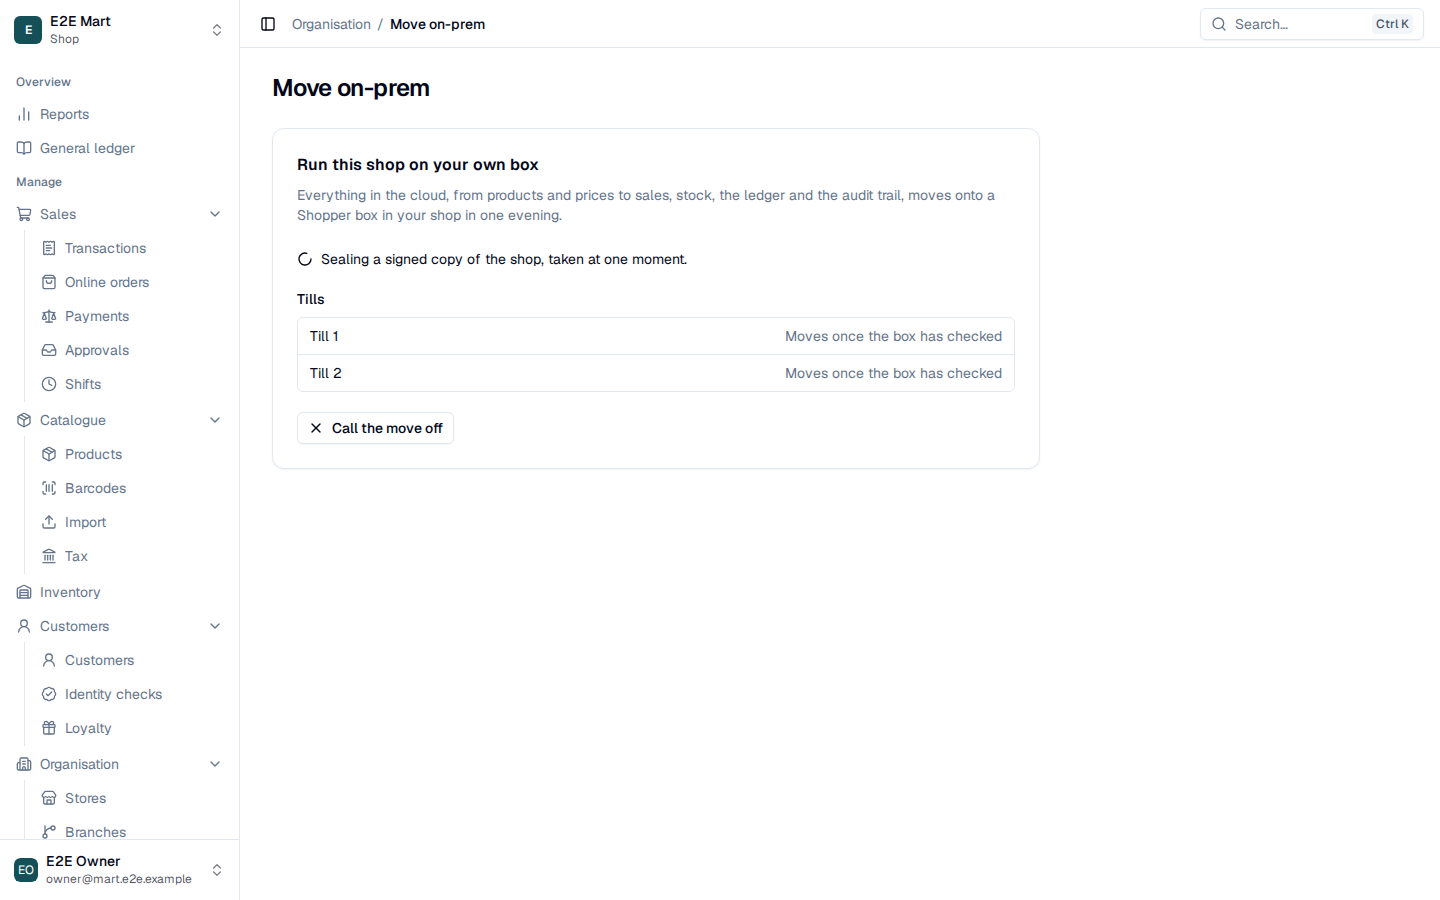 E
E2E Mart
Shop
Overview
Reports
General ledger
Manage
Sales
Transactions
Online orders
Payments
Approvals
Shifts
Catalogue
Products
Barcodes
Import
Tax
Inventory
Customers
Customers
Identity checks
Loyalty
Organisation
Stores
Branches
EO
E2E Owner
owner@mart.e2e.example
Organisation / Move on-prem
Search...
Ctrl K
Move on-prem
Run this shop on your own box
Everything in the cloud, from products and prices to sales, stock, the ledger and the audit trail, moves onto a
Shopper box in your shop in one evening.
Sealing a signed copy of the shop, taken at one moment.
Tills
Till 1 Moves once the box has checked
Till 2 Moves once the box has checked
Call the move off